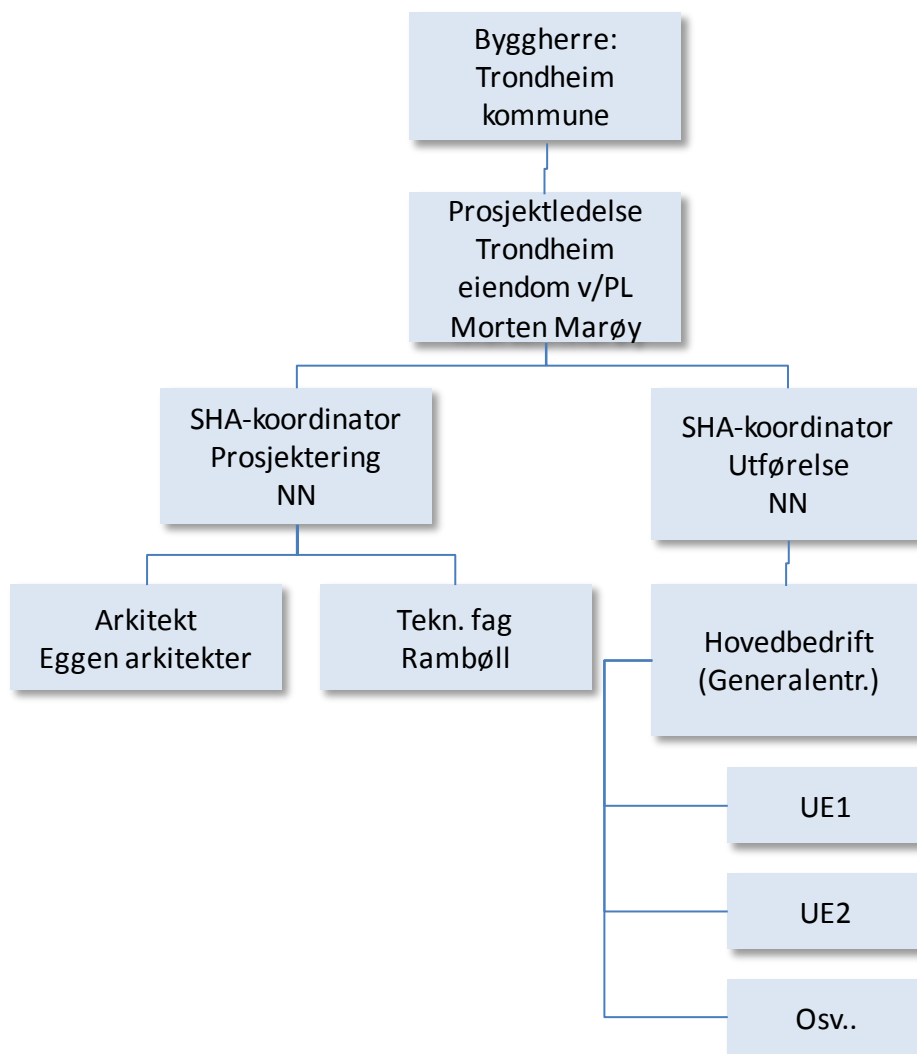 Byggherre:
Trondheim
kommune
Prosjektledelse
Trondheim
eiendom v/PL
Morten Marøy
SHA-koordinator
Prosjektering
NN
SHA-koordinator
Utførelse
NN
Arkitekt
Eggen arkitekter
Tekn. fag
Rambøll
Hovedbedrift
(Generalentr.)
UE1
UE2
Osv..